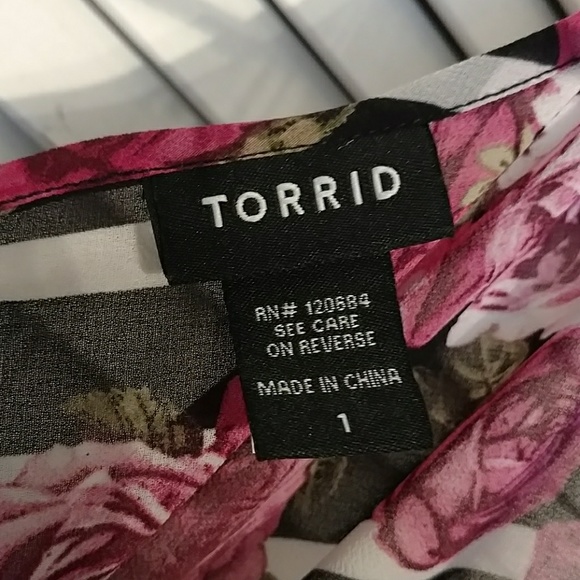 TORRID
RN# 120684
SEE CARE
ON REVERSE
MADE IN CHINA
1